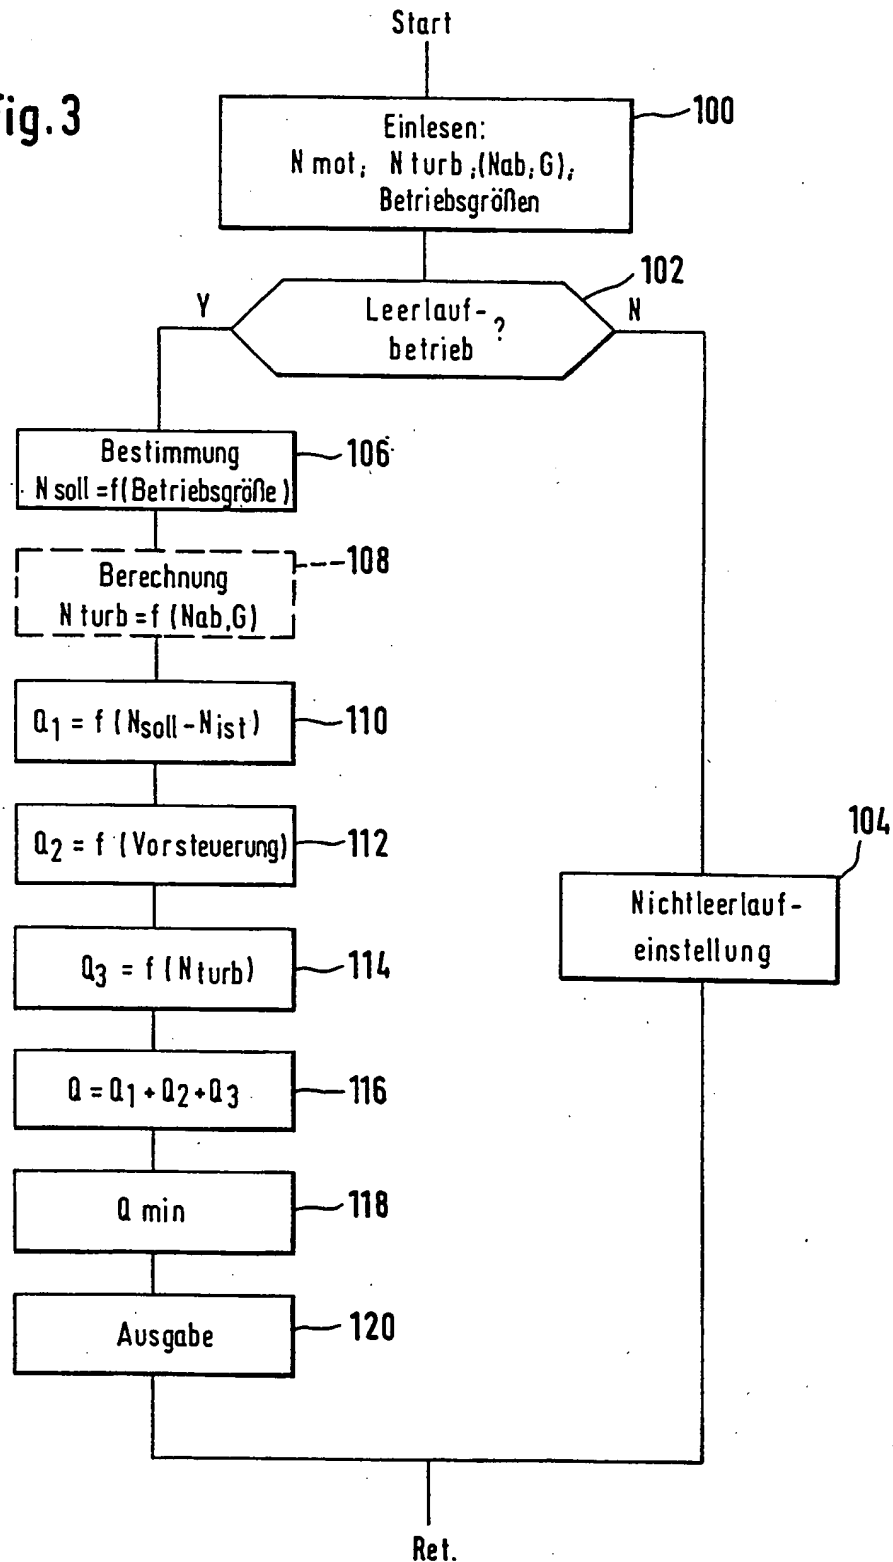 Start
Fig. 3
100
Einlesen:
N mot; N turb ;(Nab; G);
Betriebsgrößen
102
Y
Leerlauf-
betrieb ?
N
Bestimmung
N soll = f(Betriebsgröße)
106
Berechnung
N turb = f (Nab,G)
108
Q1 = f (Nsoll - Nist)
110
Q2 = f (Vorsteuerung)
112
104
Nichtleerlauf-
einstellung
Q3 = f (Nturb)
114
Q = Q1 + Q2 + Q3
116
Q min
118
Ausgabe
120
Ret.